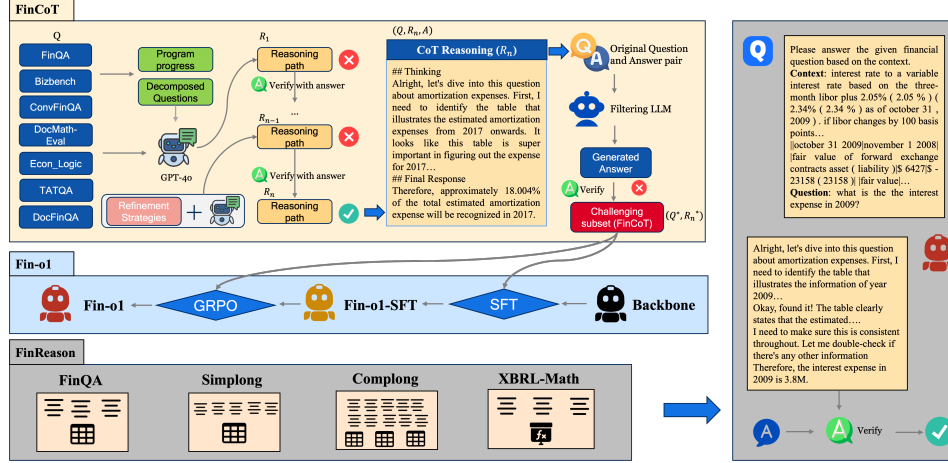 FinCoT
Q
FinQA
Bizbench
ConvFinQA
DocMath-
Eval
Econ_Logic
TATQA
DocFinQA
Program
progress
Decomposed
Questions
GPT-4o
Refinement
Strategies
+
R1
Reasoning
path
A Verify with answer
...
Rn-1
Reasoning
path
A Verify with answer
Rn
Reasoning
path
(Q, Rn, A)
CoT Reasoning (Rn)
## Thinking
Alright, let's dive into this question
about amortization expenses. First, I
need to identify the table that
illustrates the estimated amortization
expenses from 2017 onwards. It
looks like this table is super
important in figuring out the expense
for 2017...
## Final Response
Therefore, approximately 18.004%
of the total estimated amortization
expense will be recognized in 2017.
Q
A
Original Question
and Answer pair
Filtering LLM
Generated
Answer
A Verify
Challenging
subset (FinCoT)
(Q*, Rn*)
Fin-o1
Fin-o1
GRPO
Fin-o1-SFT
SFT
Backbone
FinReason
FinQA
Simplong
Complong
XBRL-Math
fx
Q
Please answer the given financial
question based on the context.
Context: interest rate to a variable
interest rate based on the three-
month libor plus 2.05% ( 2.05 % ) (
2.34% ( 2.34 % ) as of october 31 ,
2009 ) . if libor changes by 100 basis
points...
||october 31 2009|november 1 2008|
|fair value of forward exchange
contracts asset ( liability )|$ 6427|$ -
23158 ( 23158 )| |fair value|...
Question: what is the the interest
expense in 2009?
Alright, let's dive into this question
about amortization expenses. First, I
need to identify the table that
illustrates the information of year
2009...
Okay, found it! The table clearly
states that the estimated....
I need to make sure this is consistent
throughout. Let me double-check if
there's any other information
Therefore, the interest expense in
2009 is 3.8M.
A
A Verify